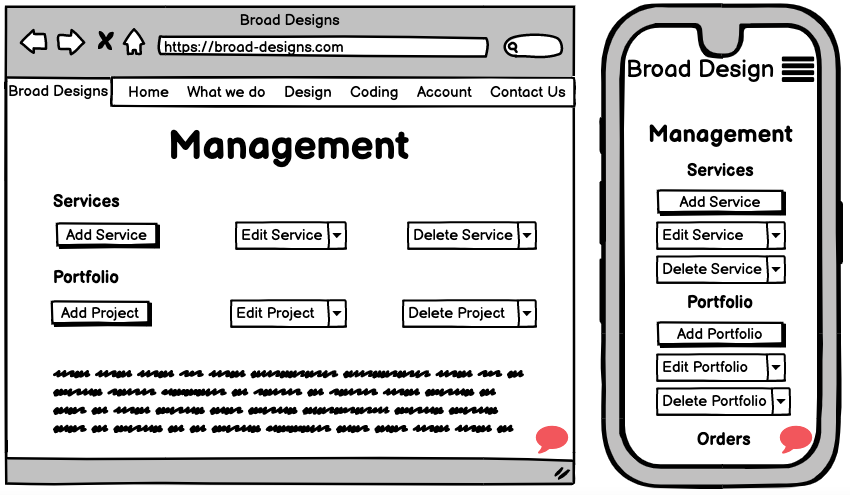 Broad Designs
https://broad-designs.com
Broad Designs Home What we do Design Coding Account Contact Us
Management
Services
Add Service Edit Service Delete Service
Portfolio
Add Project Edit Project Delete Project
Broad Design
Management
Services
Add Service
Edit Service
Delete Service
Portfolio
Add Portfolio
Edit Portfolio
Delete Portfolio
Orders